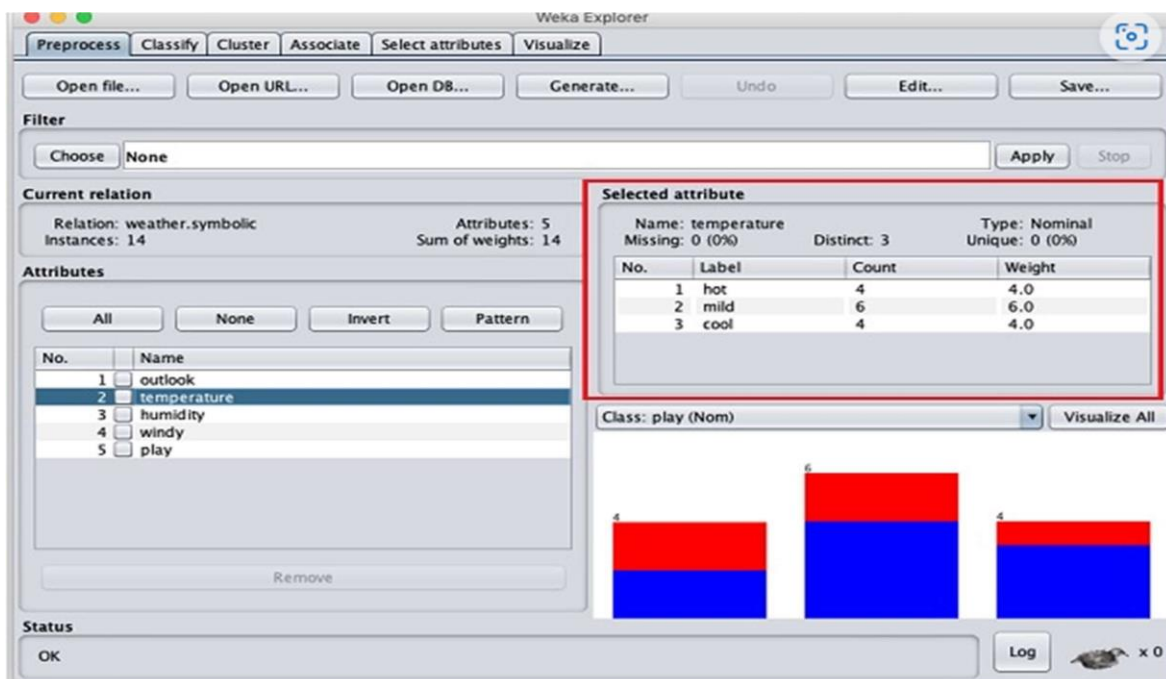 Weka Explorer
Preprocess Classify Cluster Associate Select attributes Visualize
Open file... Open URL... Open DB... Generate... Undo Edit... Save...
Filter
Choose None Apply Stop
Current relation
Relation: weather.symbolic Attributes: 5
Instances: 14 Sum of weights: 14
Attributes
All None Invert Pattern
No. Name
1 outlook
2 temperature
3 humidity
4 windy
5 play
Remove
Selected attribute
Name: temperature Type: Nominal
Missing: 0 (0%) Distinct: 3 Unique: 0 (0%)
No. Label Count Weight
1 hot 4 4.0
2 mild 6 6.0
3 cool 4 4.0
Class: play (Nom) Visualize All
4 6 4
Status
OK Log x 0